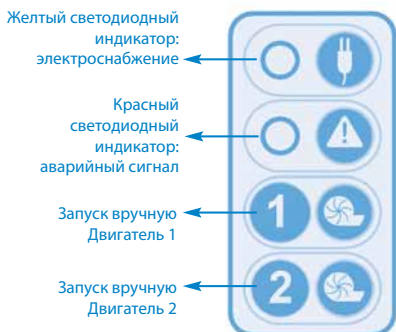 Желтый светодиодный
индикатор:
электроснабжение
Красный
светодиодный
индикатор:
аварийный сигнал
Запуск вручную
Двигатель 1
1
Запуск вручную
Двигатель 2
2